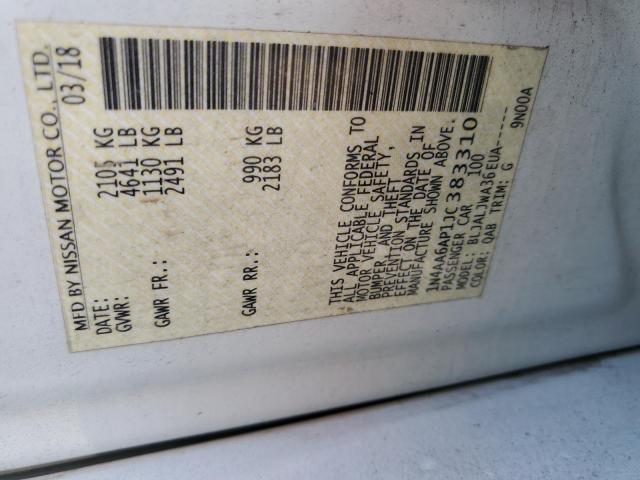 MFD BY NISSAN MOTOR CO., LTD.
DATE: 03/18
GVWR: 2105 KG
4641 LB
GAWR FR.: 1130 KG
2491 LB
GAWR RR.: 990 KG
2183 LB
THIS VEHICLE CONFORMS TO
ALL APPLICABLE FEDERAL
MOTOR VEHICLE SAFETY,
BUMPER, AND THEFT
PREVENTION STANDARDS IN
EFFECT ON THE DATE OF
MANUFACTURE SHOWN ABOVE.
1N4AA6AP1JC383310
PASSENGER CAR 100
MODEL: BLJALJWA36EUA------
COLOR: QAB TRIM: G 9N00A